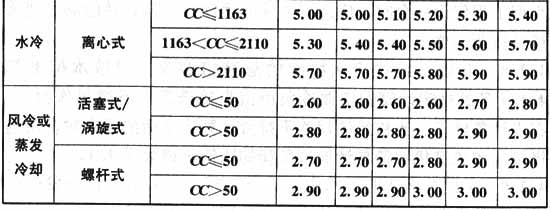 水冷 离心式 CC≤1163 5.00 5.00 5.10 5.20 5.30 5.40
1163<CC≤2110 5.30 5.40 5.40 5.50 5.60 5.70
CC>2110 5.70 5.70 5.70 5.80 5.90 5.90
风冷或蒸发冷却 活塞式/涡旋式 CC≤50 2.60 2.60 2.60 2.60 2.70 2.80
CC>50 2.80 2.80 2.80 2.80 2.90 2.90
螺杆式 CC≤50 2.70 2.70 2.70 2.80 2.90 2.90
CC>50 2.90 2.90 2.90 3.00 3.00 3.00